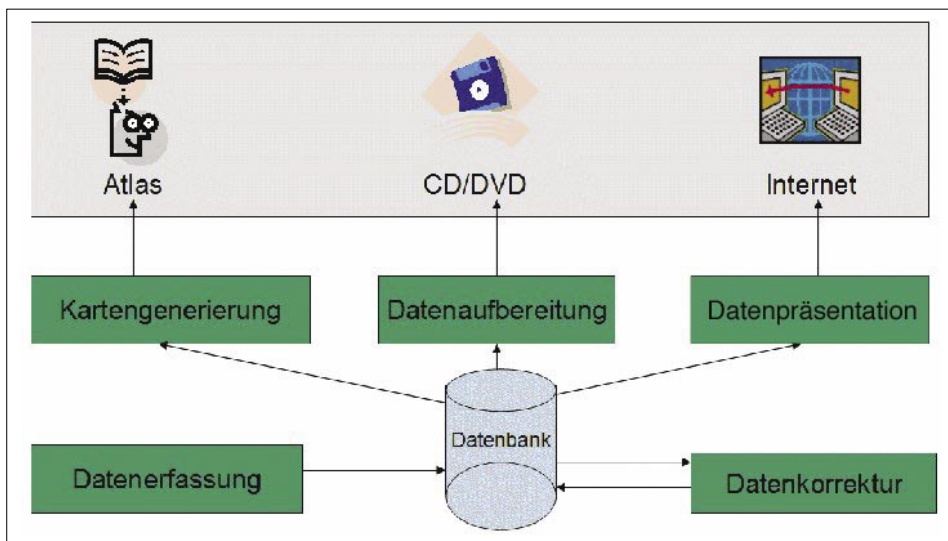 Atlas
CD/DVD
Internet
Kartengenerierung
Datenaufbereitung
Datenpräsentation
Datenbank
Datenerfassung
Datenkorrektur